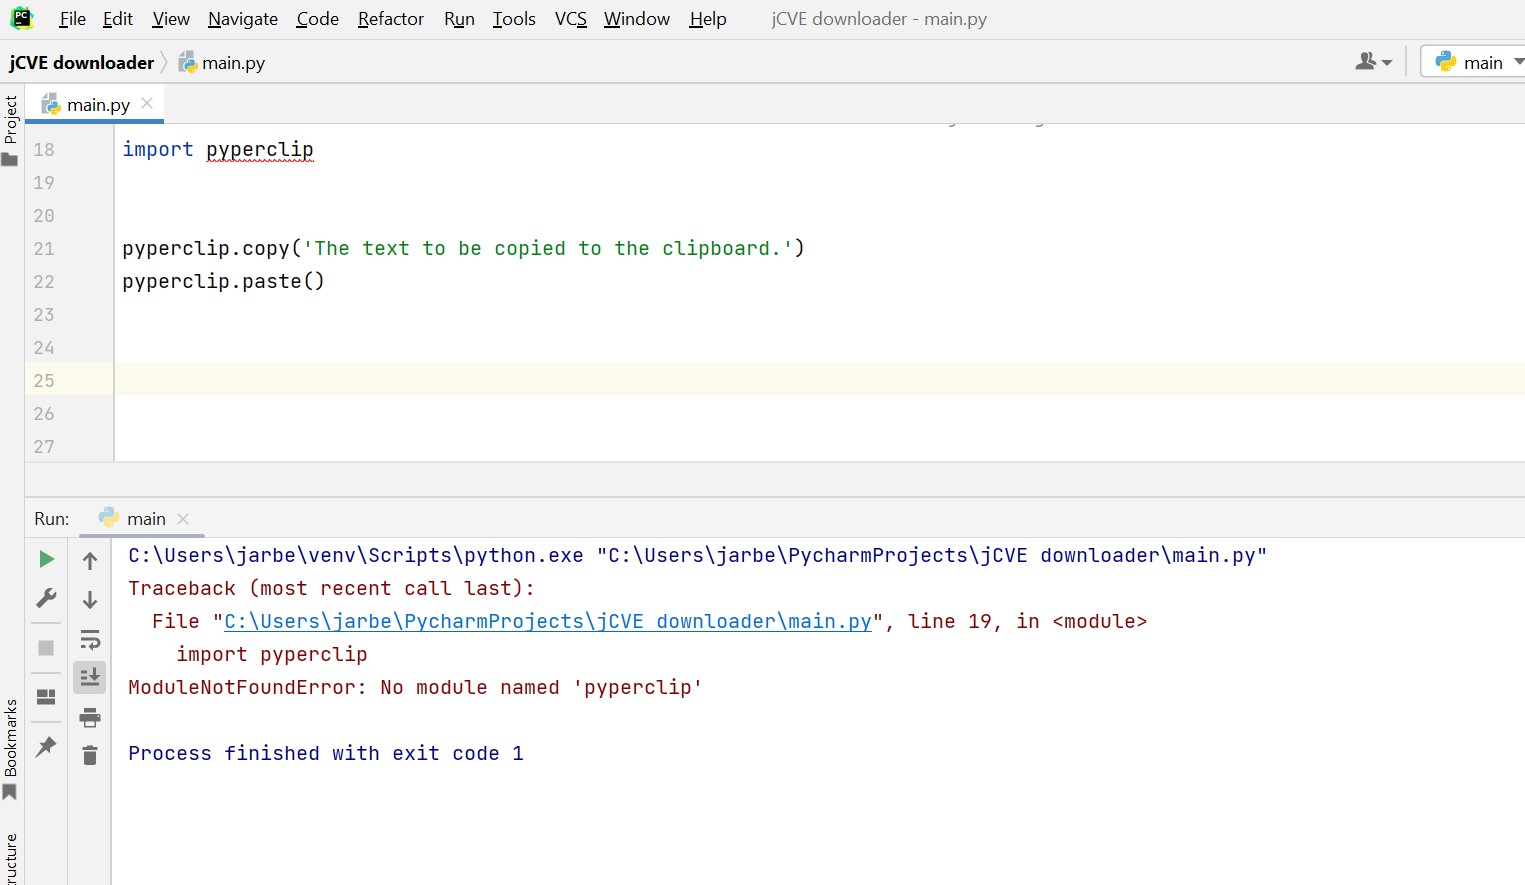 PC File Edit View Navigate Code Refactor Run Tools VCS Window Help jCVE downloader - main.py
jCVE downloader main.py main
main.py
Project
18 import pyperclip
19
20
21 pyperclip.copy('The text to be copied to the clipboard.')
22 pyperclip.paste()
23
24
25
26
27
Run: main
C:\Users\jarbe\venv\Scripts\python.exe "C:\Users\jarbe\PycharmProjects\jCVE downloader\main.py"
Traceback (most recent call last):
File "C:\Users\jarbe\PycharmProjects\jCVE downloader\main.py", line 19, in <module>
import pyperclip
ModuleNotFoundError: No module named 'pyperclip'
Process finished with exit code 1
Bookmarks
ructure